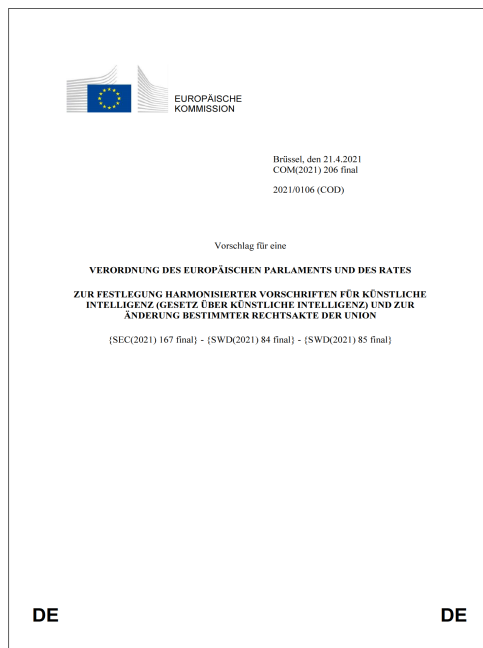 EUROPÄISCHE
KOMMISSION
Brüssel, den 21.4.2021
COM(2021) 206 final
2021/0106 (COD)
Vorschlag für eine
VERORDNUNG DES EUROPÄISCHEN PARLAMENTS UND DES RATES
ZUR FESTLEGUNG HARMONISIERTER VORSCHRIFTEN FÜR KÜNSTLICHE
INTELLIGENZ (GESETZ ÜBER KÜNSTLICHE INTELLIGENZ) UND ZUR
ÄNDERUNG BESTIMMTER RECHTSAKTE DER UNION
{SEC(2021) 167 final} - {SWD(2021) 84 final} - {SWD(2021) 85 final}
DE DE